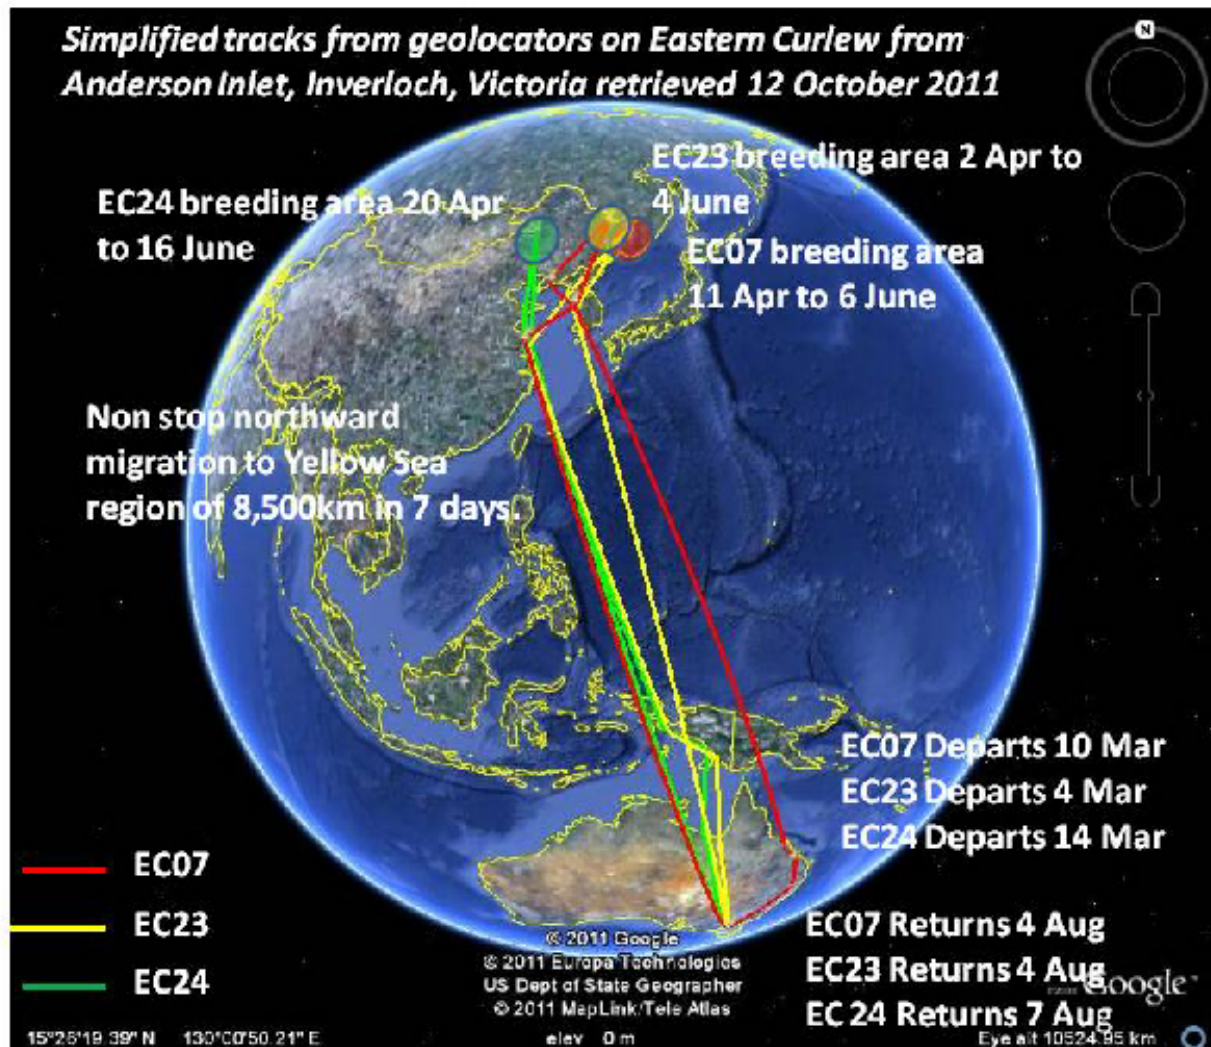 Simplified tracks from geolocators on Eastern Curlew from
Anderson Inlet, Inverloch, Victoria retrieved 12 October 2011
N
EC23 breeding area 2 Apr to
4 June
EC24 breeding area 20 Apr
to 16 June
EC07 breeding area
11 Apr to 6 June
Non stop northward
migration to Yellow Sea
region of 8,500km in 7 days.
EC07 Departs 10 Mar
EC23 Departs 4 Mar
EC24 Departs 14 Mar
EC07
EC23
EC24
EC07 Returns 4 Aug
EC23 Returns 4 Aug
EC 24 Returns 7 Aug
© 2011 Google
© 2011 Europa Technologies
US Dept of State Geographer
© 2011 MapLink/Tele Atlas
Google
15°26'19.39" N 130°00'50.21" E
elev 0 m
Eye alt 10524.95 km